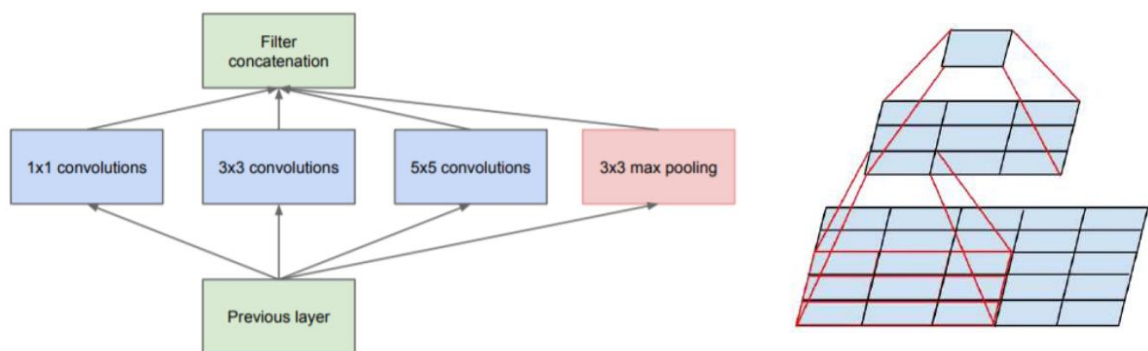 Filter
concatenation
1x1 convolutions
3x3 convolutions
5x5 convolutions
3x3 max pooling
Previous layer